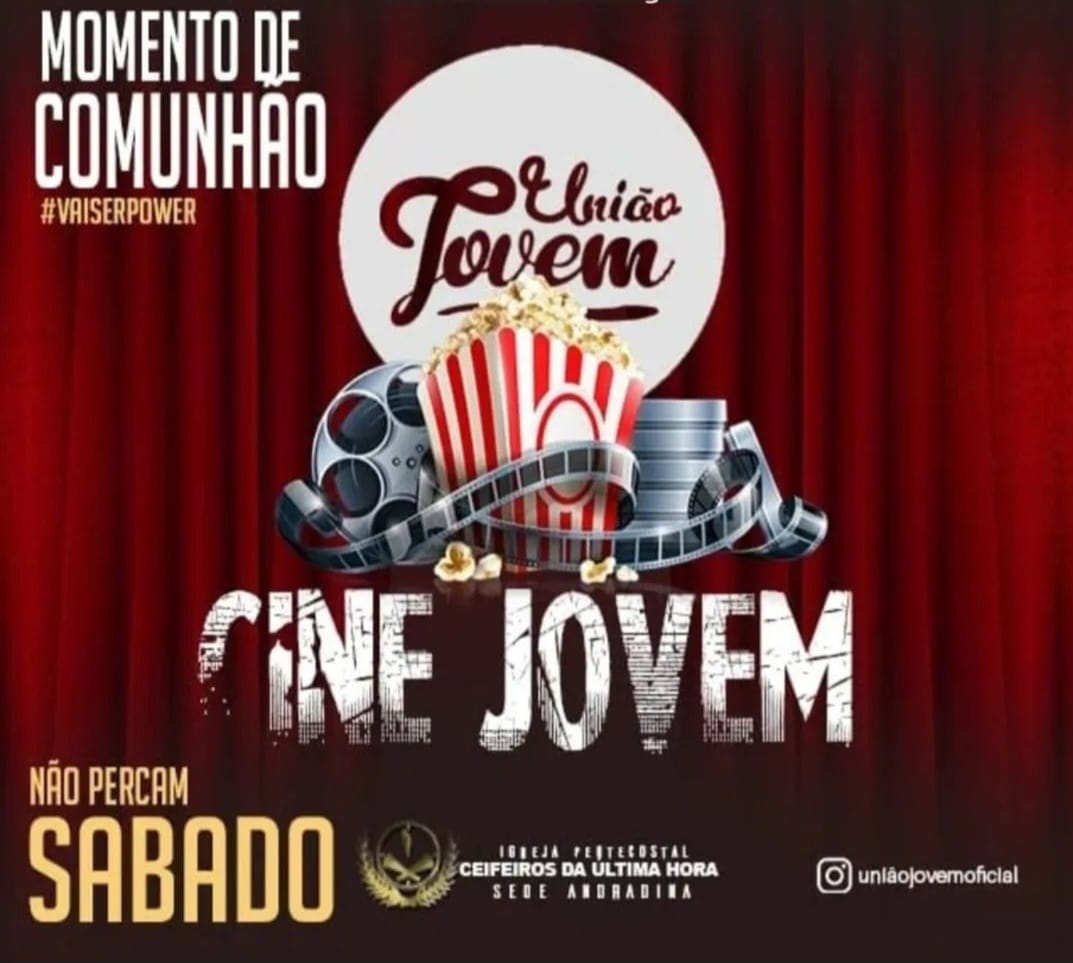 MOMENTO DE
COMUNHÃO
#VAISERPOWER
União
Jovem
CINE JOVEM
NÃO PERCAM
SABADO
IGREJA PENTECOSTAL
CEIFEIROS DA ÚLTIMA HORA
SEDE ANDRADINA
uniãojovemoficial